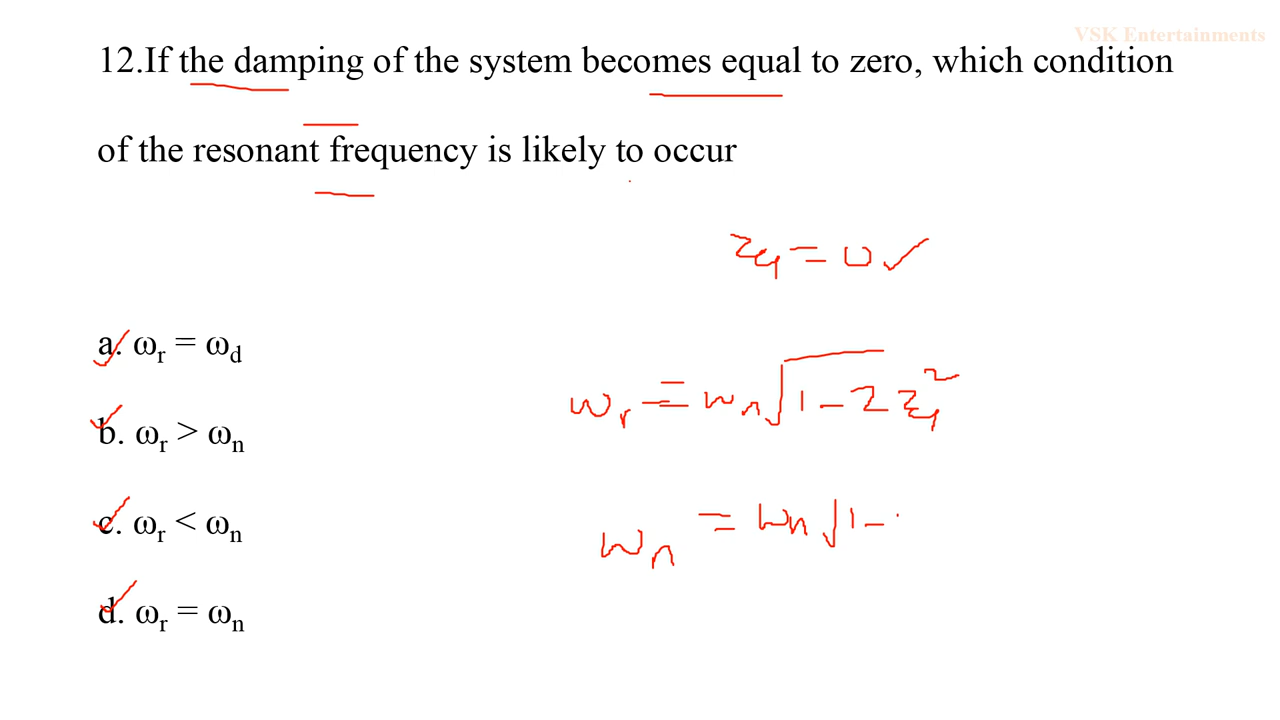 VSK Entertainments
12.If the damping of the system becomes equal to zero, which condition
of the resonant frequency is likely to occur
= 0
a. ωr = ωd
ωr = ωn√1 – 2
b. ωr > ωn
c. ωr < ωn
ωn = ωn√1 –
d. ωr = ωn